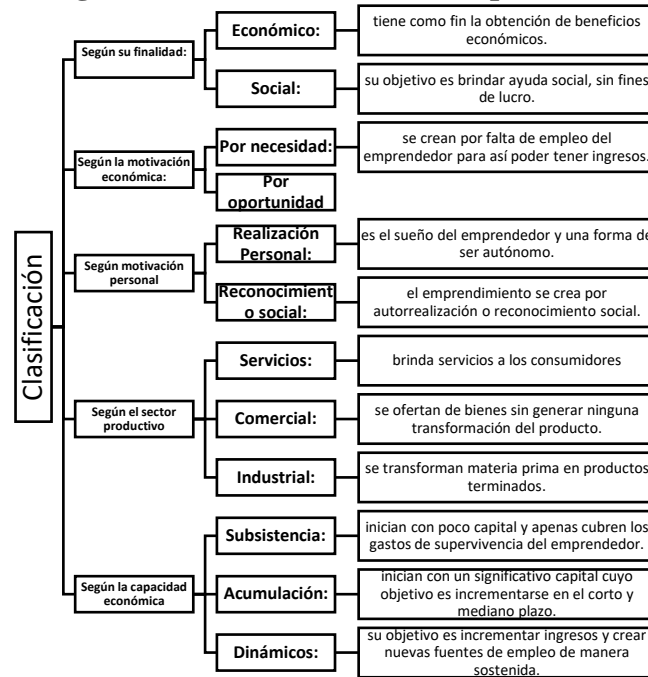 Clasificación
Según su finalidad:
Económico:
tiene como fin la obtención de beneficios
económicos.
Social:
su objetivo es brindar ayuda social, sin fines
de lucro.
Según la motivación
económica:
Por necesidad:
se crean por falta de empleo del
emprendedor para así poder tener ingresos.
Por
oportunidad
Según motivación
personal
Realización
Personal:
es el sueño del emprendedor y una forma de
ser autónomo.
Reconocimient
o social:
el emprendimiento se crea por
autorrealización o reconocimiento social.
Según el sector
productivo
Servicios:
brinda servicios a los consumidores
Comercial:
se ofertan de bienes sin generar ninguna
transformación del producto.
Industrial:
se transforman materia prima en productos
terminados.
Según la capacidad
económica
Subsistencia:
inician con poco capital y apenas cubren los
gastos de supervivencia del emprendedor.
Acumulación:
inician con un significativo capital cuyo
objetivo es incrementarse en el corto y
mediano plazo.
Dinámicos:
su objetivo es incrementar ingresos y crear
nuevas fuentes de empleo de manera
sostenida.